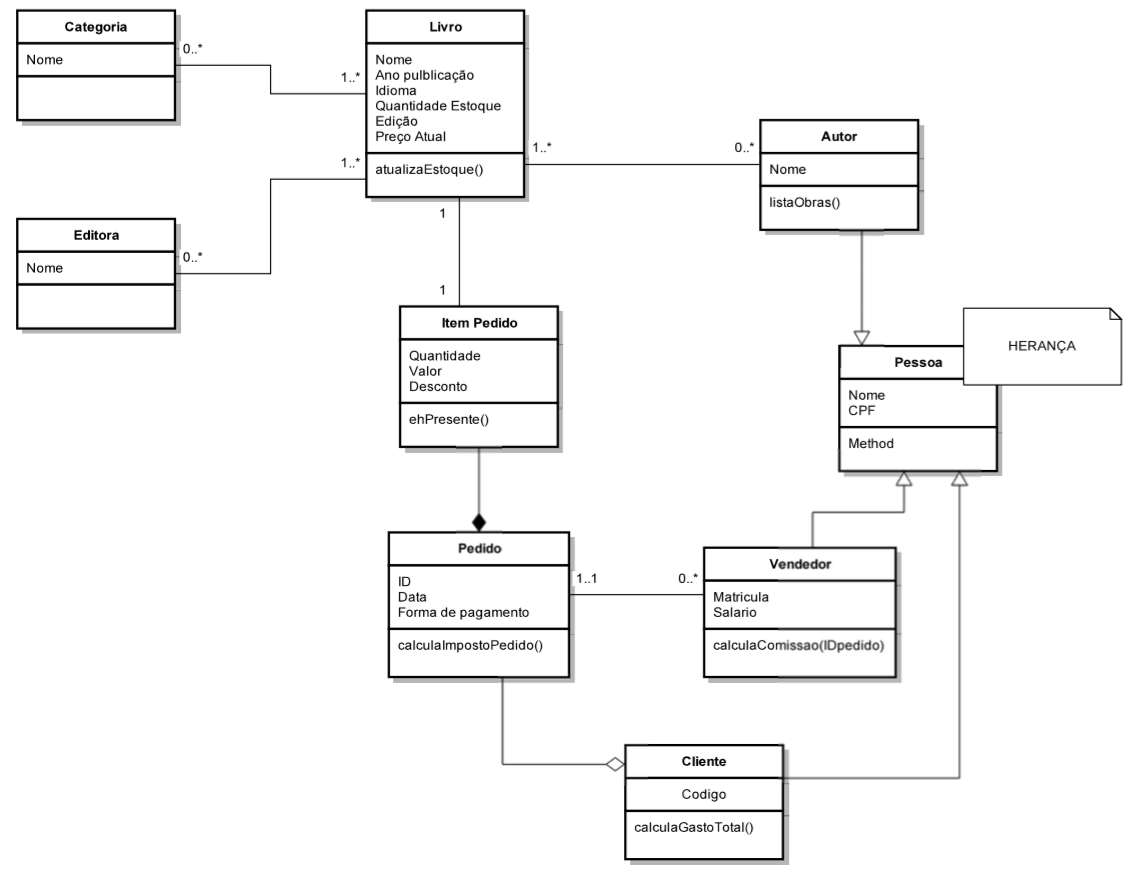 Categoria
Nome
0..*
1..*
Livro
Nome
Ano pulblicação
Idioma
Quantidade Estoque
Edição
Preço Atual
atualizaEstoque()
1..*
0..*
Autor
Nome
listaObras()
1..*
Editora
Nome
0..*
1
1
Item Pedido
Quantidade
Valor
Desconto
ehPresente()
HERANÇA
Pessoa
Nome
CPF
Method
Pedido
ID
Data
Forma de pagamento
calculaImpostoPedido()
1..1
0..*
Vendedor
Matricula
Salario
calculaComissao(IDpedido)
Cliente
Codigo
calculaGastoTotal()